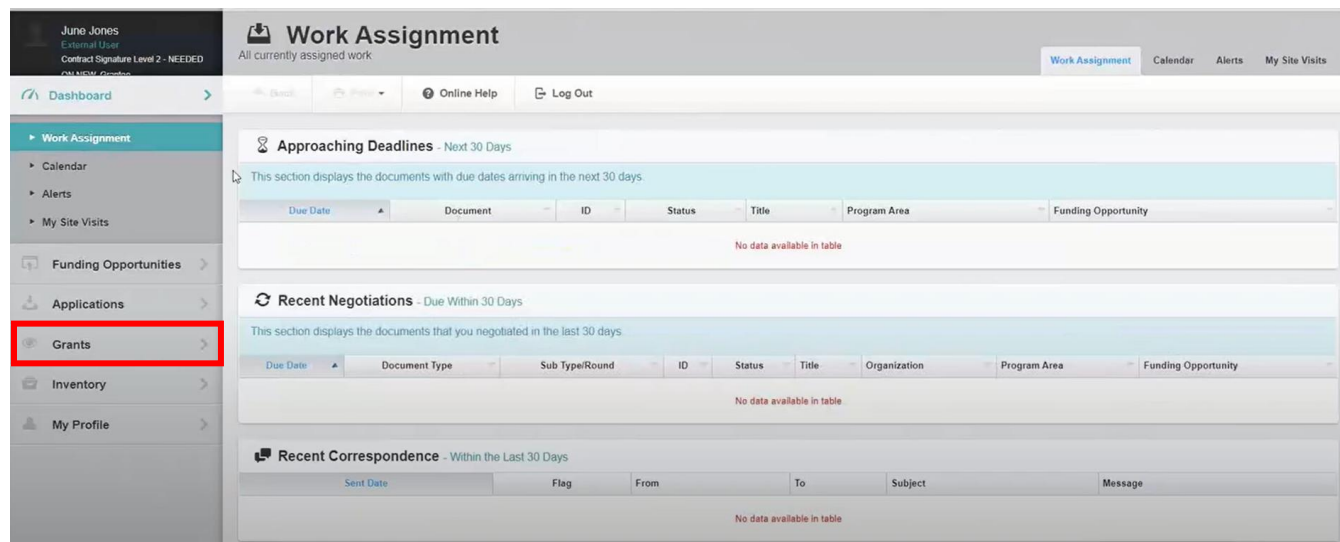 June Jones
External User
Contract Signature Level 2 - NEEDED
ON NEW Grantee
Dashboard
Work Assignment
Calendar
Alerts
My Site Visits
Funding Opportunities
Applications
Grants
Inventory
My Profile
Work Assignment
All currently assigned work
Work Assignment Calendar Alerts My Site Visits
Back Print Online Help Log Out
Approaching Deadlines - Next 30 Days
This section displays the documents with due dates arriving in the next 30 days.
Due Date Document ID Status Title Program Area Funding Opportunity
No data available in table
Recent Negotiations - Due Within 30 Days
This section displays the documents that you negotiated in the last 30 days.
Due Date Document Type Sub Type/Round ID Status Title Organization Program Area Funding Opportunity
No data available in table
Recent Correspondence - Within the Last 30 Days
Sent Date Flag From To Subject Message
No data available in table